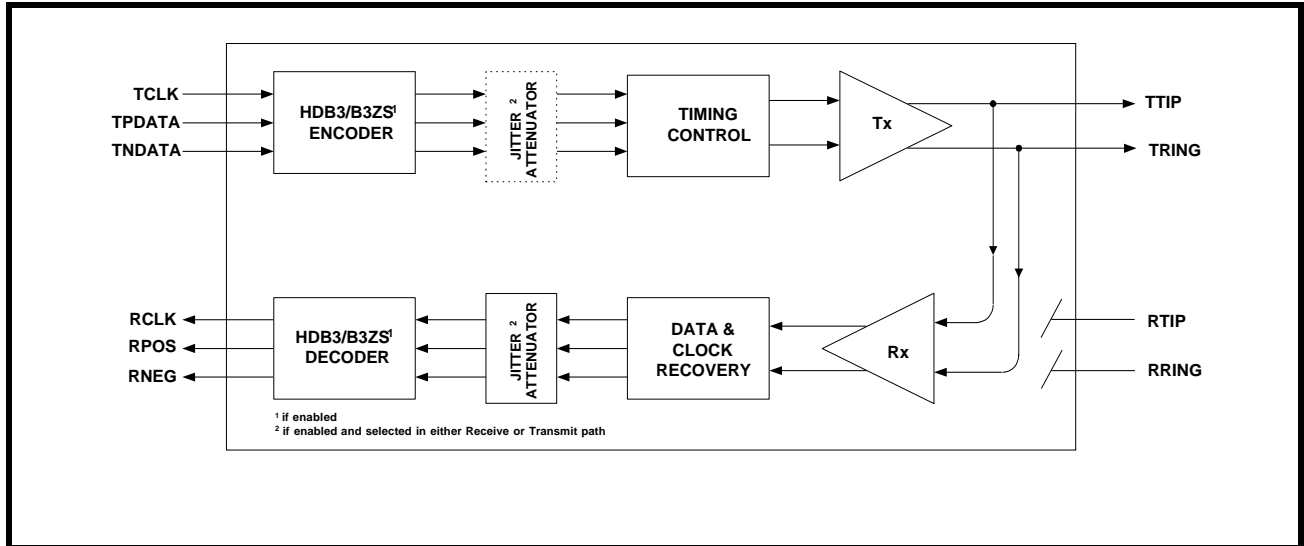 TCLK
TPDATA
TNDATA
HDB3/B3ZS¹
ENCODER
JITTER ²
ATTENUATOR
TIMING
CONTROL
Tx
TTIP
TRING
RCLK
RPOS
RNEG
HDB3/B3ZS¹
DECODER
JITTER ²
ATTENUATOR
DATA &
CLOCK
RECOVERY
Rx
RTIP
RRING
¹ if enabled
² if enabled and selected in either Receive or Transmit path